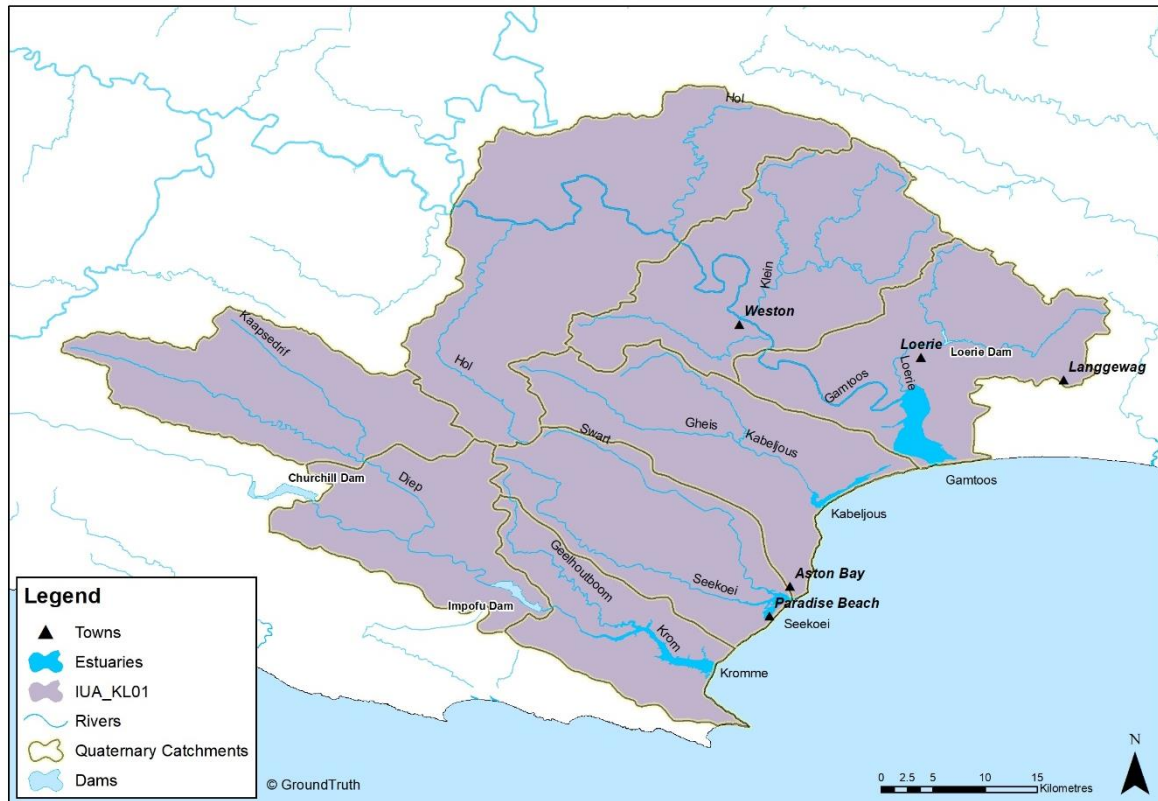 Hol
Klein
Weston
Kaapsedrif
Loerie
Loerie Dam
Loerie
Langgewag
Hol
Gamtoos
Gheis
Swart
Kabeljous
Gamtoos
Churchill Dam
Diep
Kabeljous
Geelhoutboom
Seekoei
Aston Bay
Paradise Beach
Seekoei
Impofu Dam
Krom
Kromme
Legend
Towns
Estuaries
IUA_KL01
Rivers
Quaternary Catchments
Dams
© GroundTruth
N
0 2.5 5 10 15
Kilometres